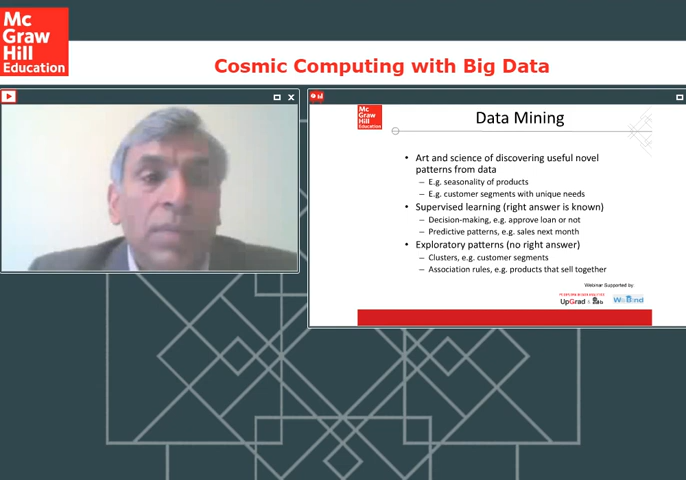 Mc
Graw
Hill
Education
Cosmic Computing with Big Data
Mc
Graw
Hill
Education
Data Mining
• Art and science of discovering useful novel
patterns from data
– E.g. seasonality of products
– E.g. customer segments with unique needs
• Supervised learning (right answer is known)
– Decision-making, e.g. approve loan or not
– Predictive patterns, e.g. sales next month
• Exploratory patterns (no right answer)
– Clusters, e.g. customer segments
– Association rules, e.g. products that sell together
Webinar Supported by
UpGrad &